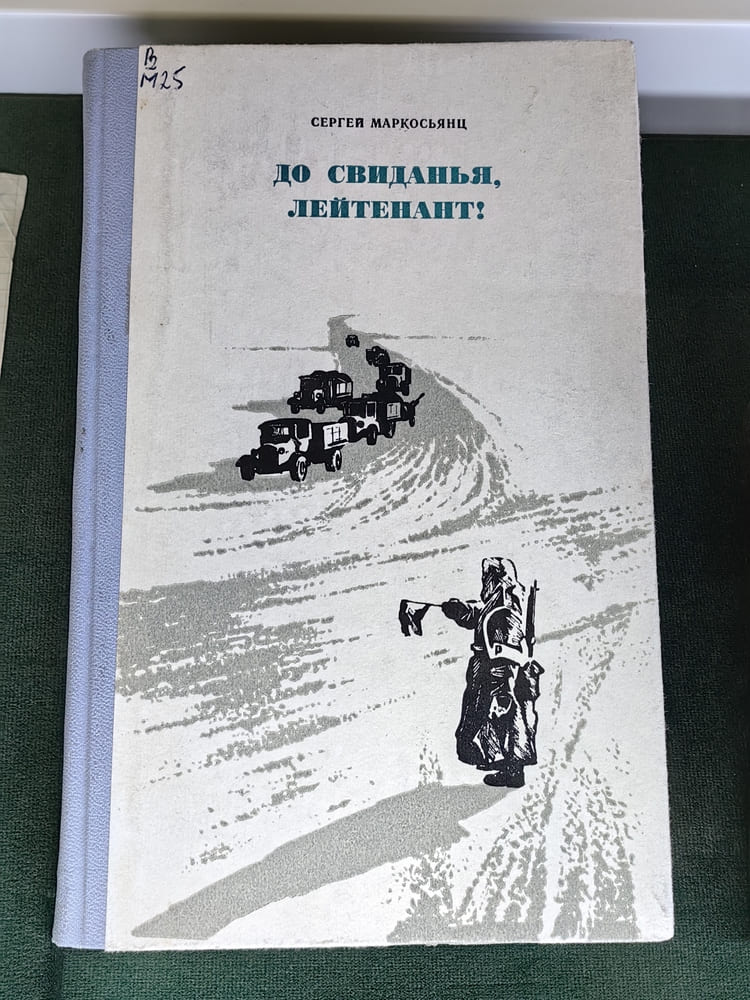 В
М25
СЕРГЕЙ МАРКОСЬЯНЦ
ДО СВИДАНЬЯ,
ЛЕЙТЕНАНТ!
Р